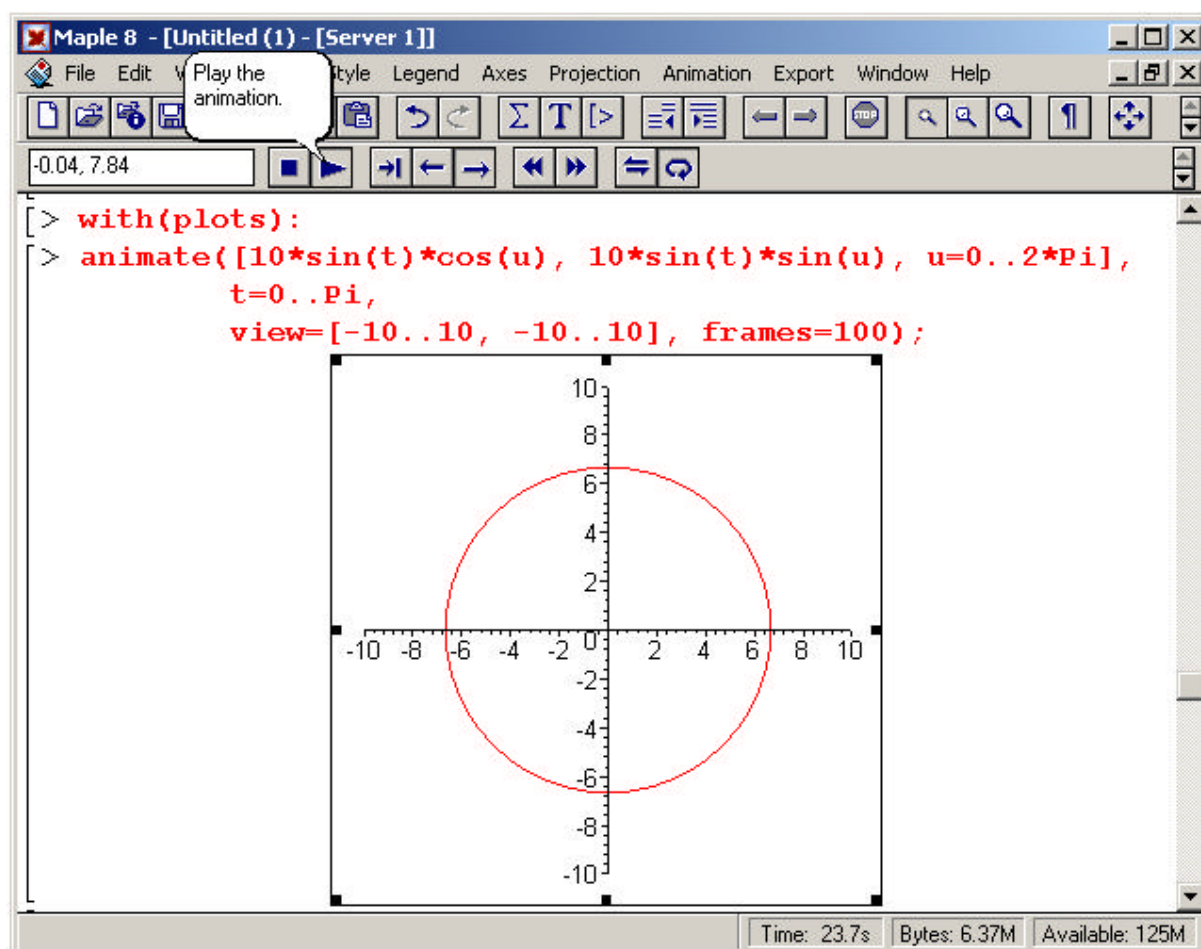 Maple 8 - [Untitled (1) - [Server 1]]
File Edit V tyle Legend Axes Projection Animation Export Window Help
Play the
animation.
Σ T [>
STOP
¶
-0.04, 7.84
[> with(plots):
[> animate([10*sin(t)*cos(u), 10*sin(t)*sin(u), u=0..2*Pi],
t=0..Pi,
view=[-10..10, -10..10], frames=100);
10
8
6
4
2
-10 -8 -6 -4 -2 0 2 4 6 8 10
-2
-4
-6
-8
-10
Time: 23.7s Bytes: 6.37M Available: 125M